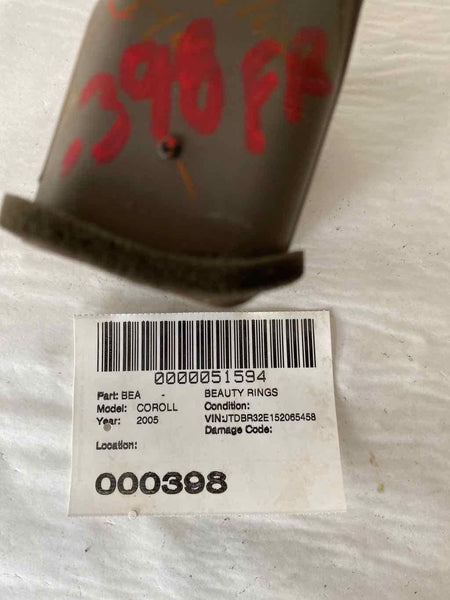 .398 FR
0000051594
Part: BEA - BEAUTY RINGS
Model: COROLL Condition:
Year: 2005 VIN:JTDBR32E152065458
Damage Code:
Location:
000398